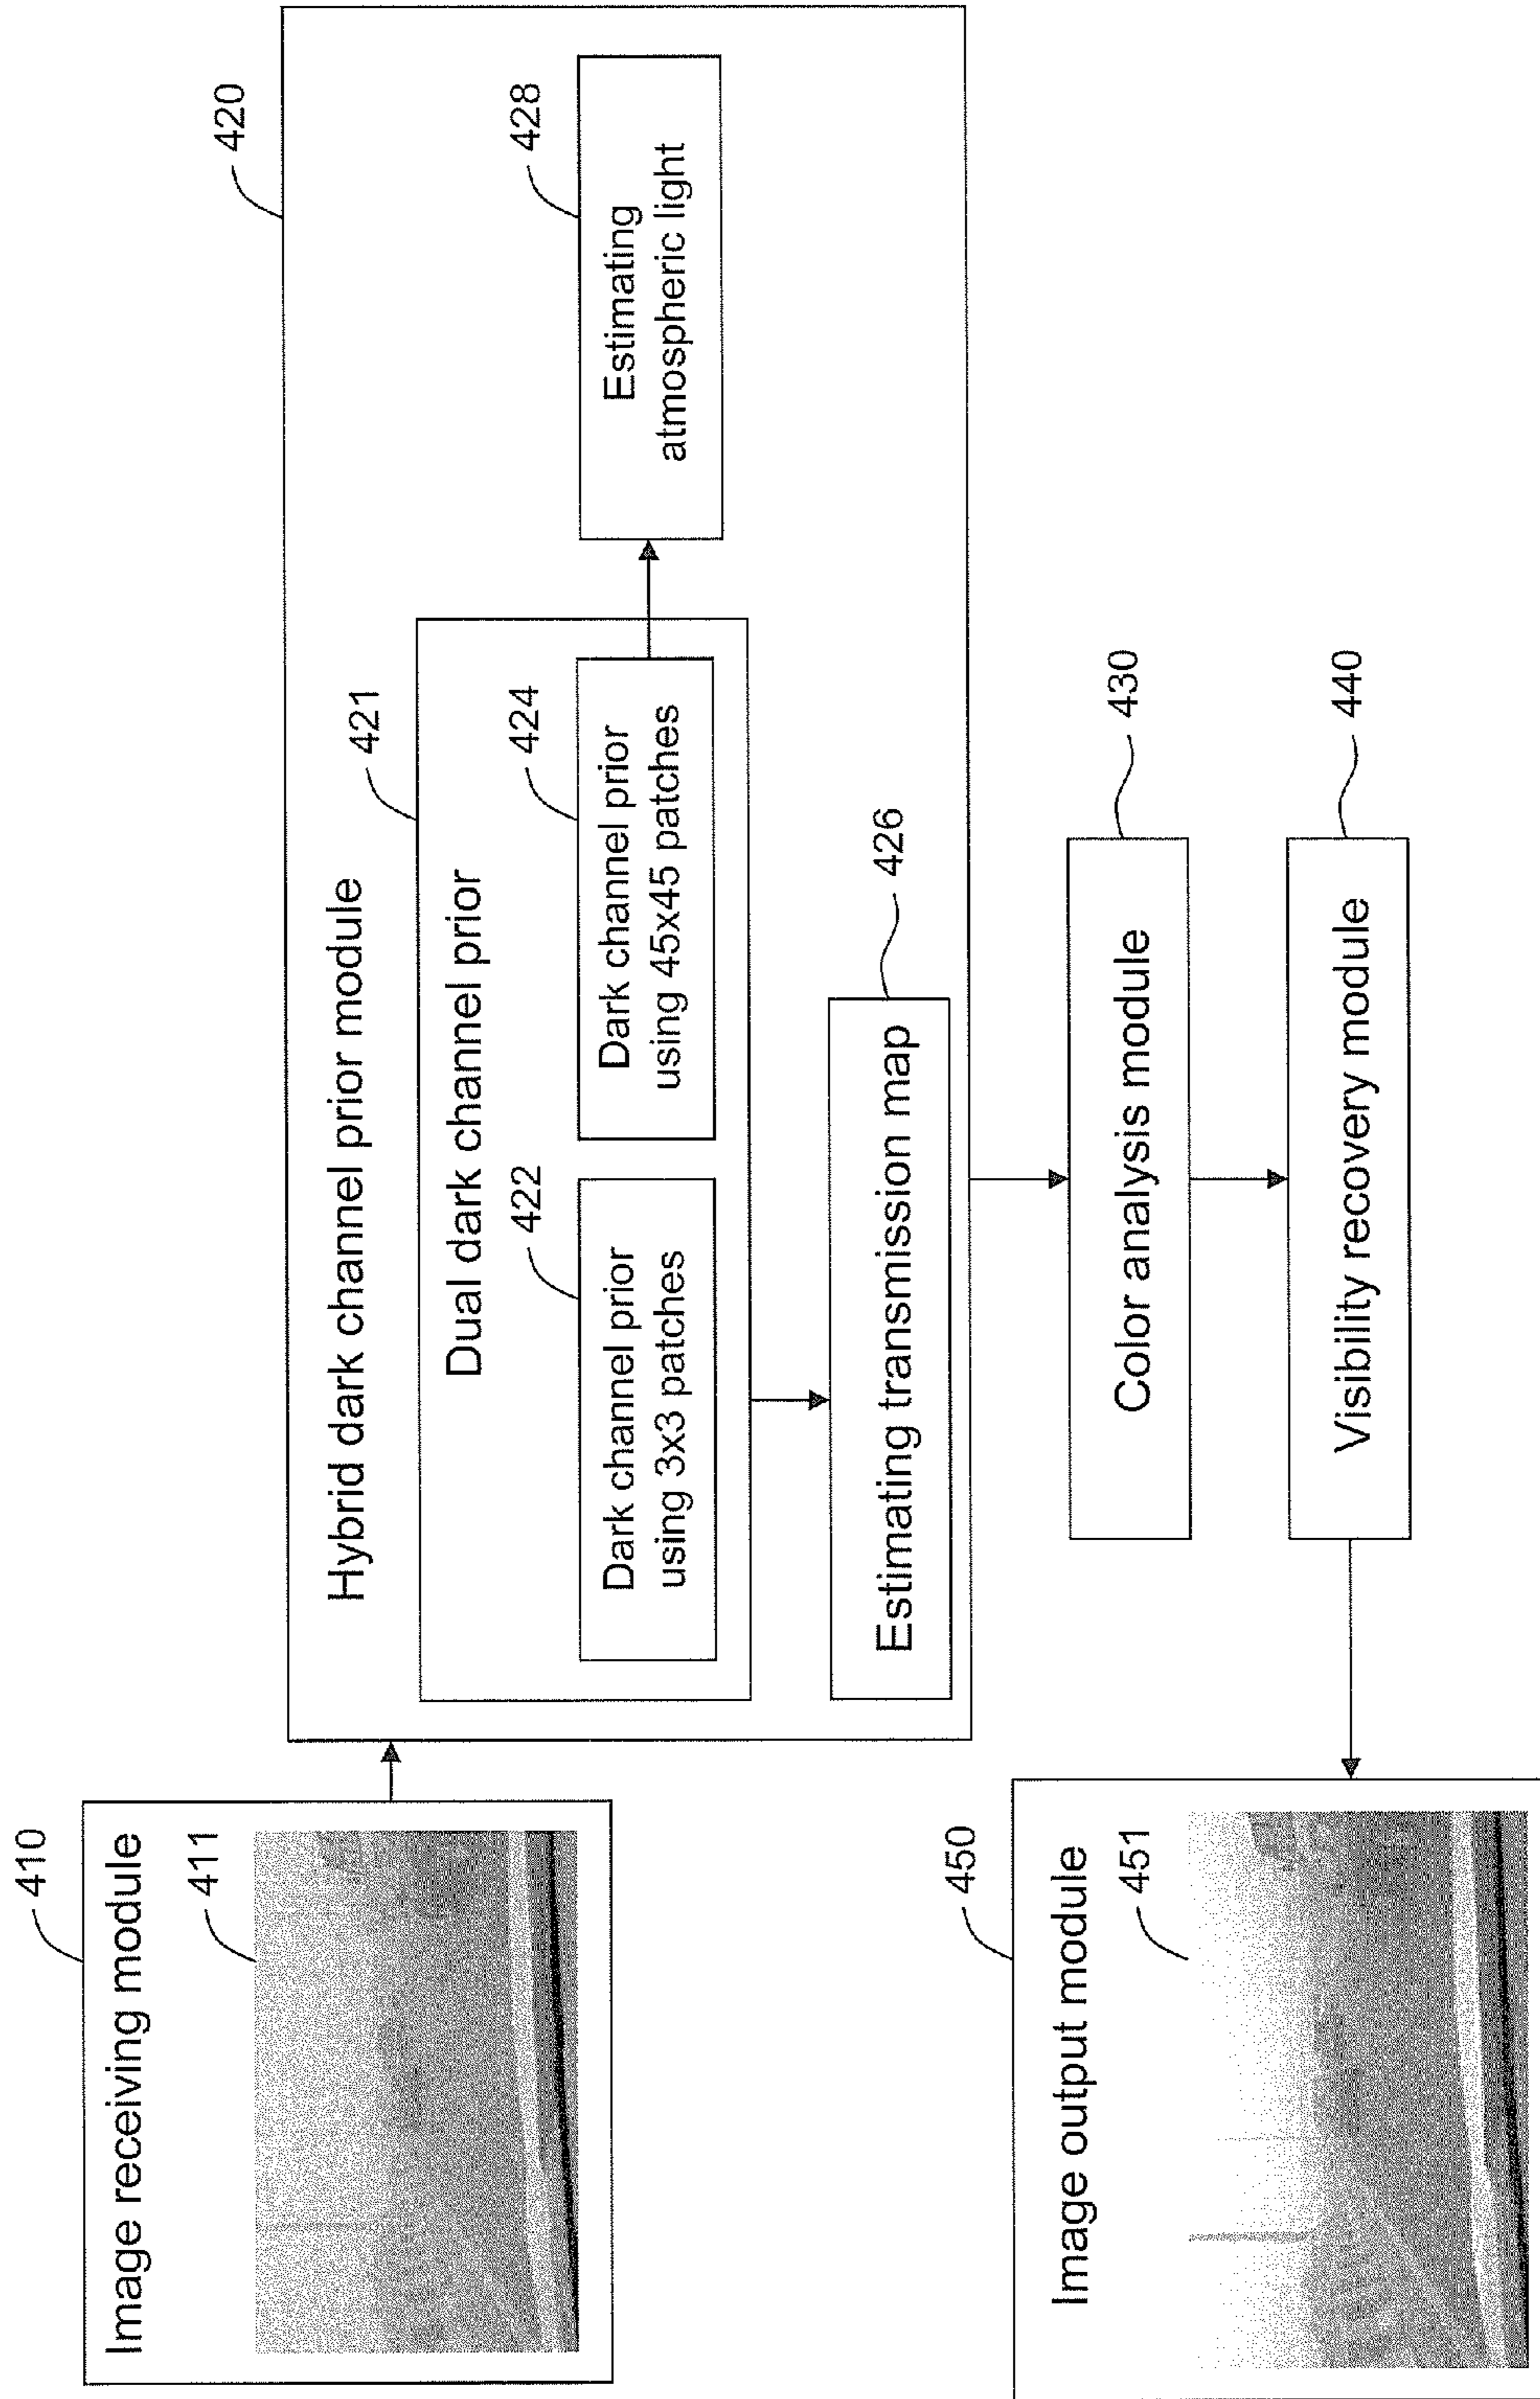 410
Image receiving module
411
420
Hybrid dark channel prior module
421
Dual dark channel prior
422
Dark channel prior
using 3x3 patches
424
Dark channel prior
using 45x45 patches
428
Estimating
atmospheric light
426
Estimating transmission map
430
Color analysis module
440
Visibility recovery module
450
Image output module
451